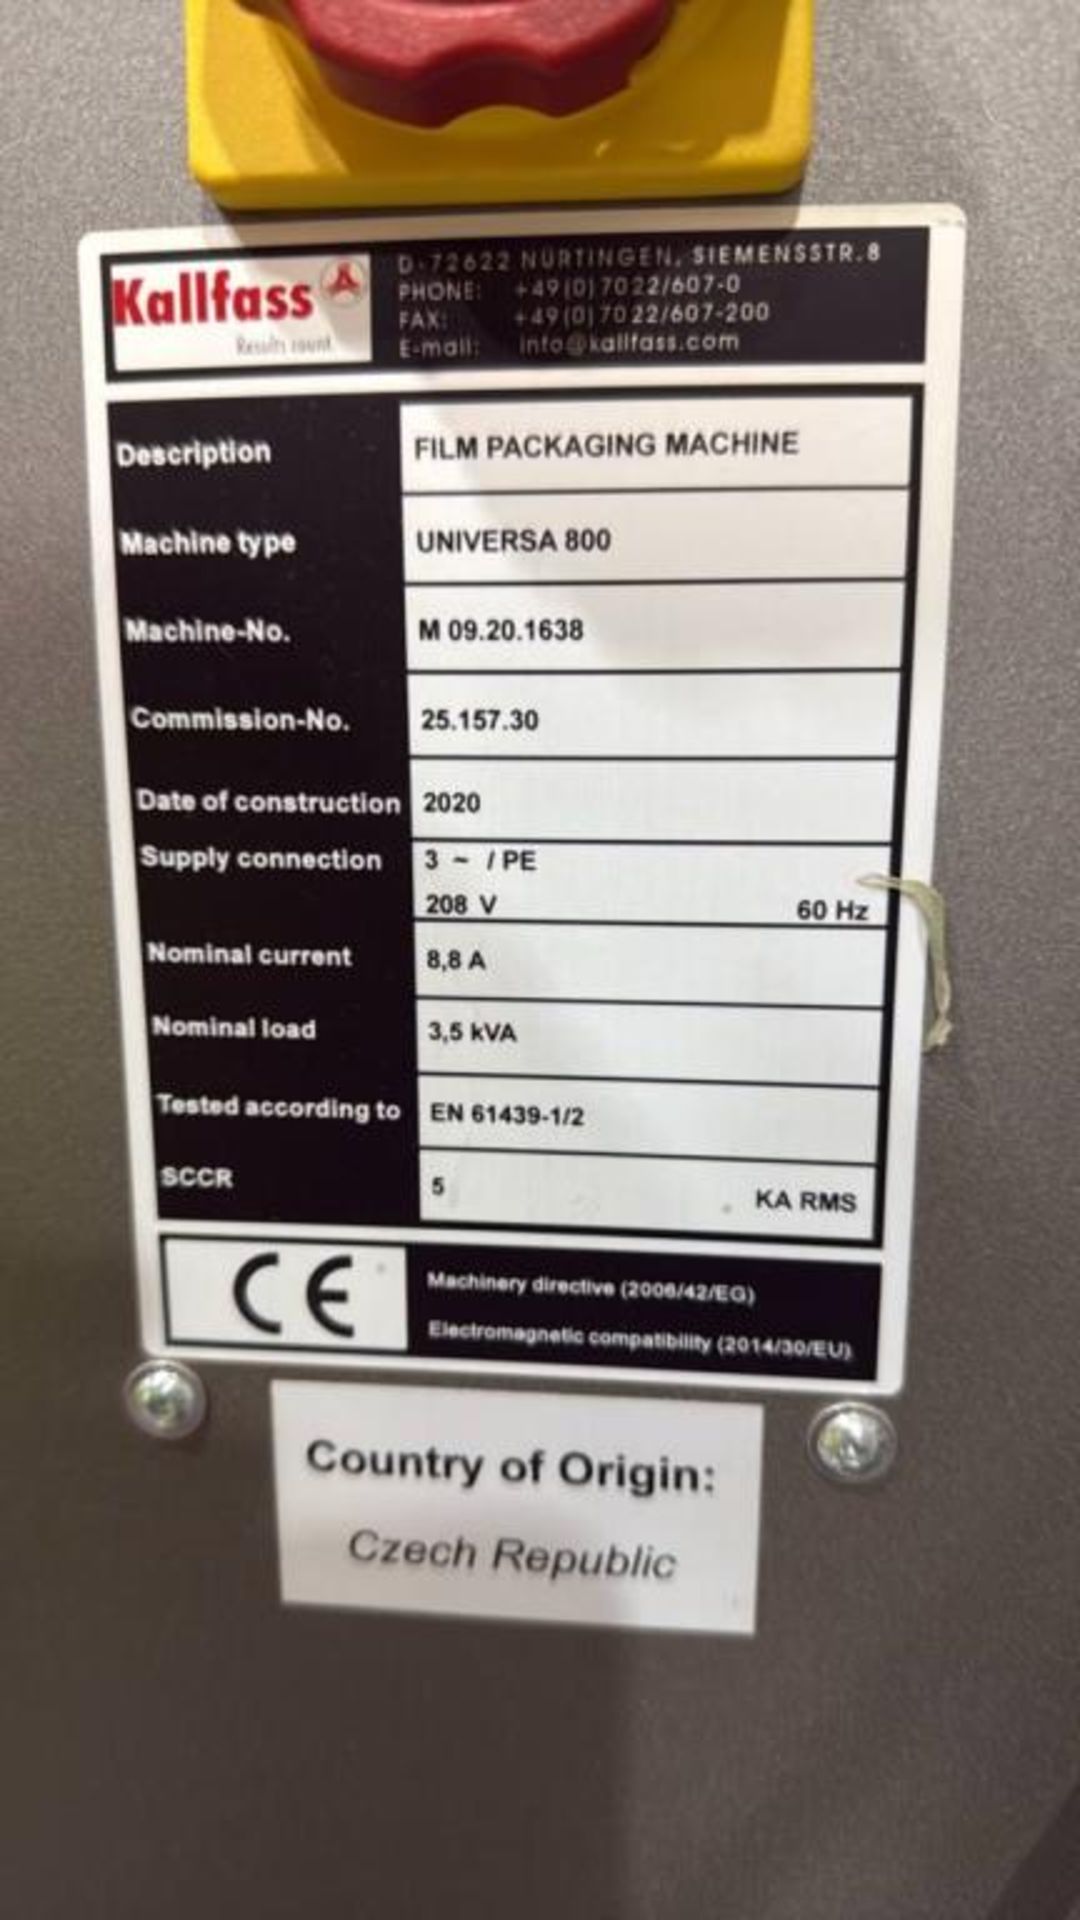 Kallfass
Results count
D-72622 NÜRTINGEN, SIEMENSSTR.8
PHONE: +49(0)7022/607-0
FAX: +49(0)7022/607-200
E-mail: info@kallfass.com
Description FILM PACKAGING MACHINE
Machine type UNIVERSA 800
Machine-No. M 09.20.1638
Commission-No. 25.157.30
Date of construction 2020
Supply connection 3 ~ / PE
208 V 60 Hz
Nominal current 8,8 A
Nominal load 3,5 kVA
Tested according to EN 61439-1/2
SCCR 5 KA RMS
CE
Machinery directive (2006/42/EG)
Electromagnetic compatibility (2014/30/EU)
Country of Origin:
Czech Republic